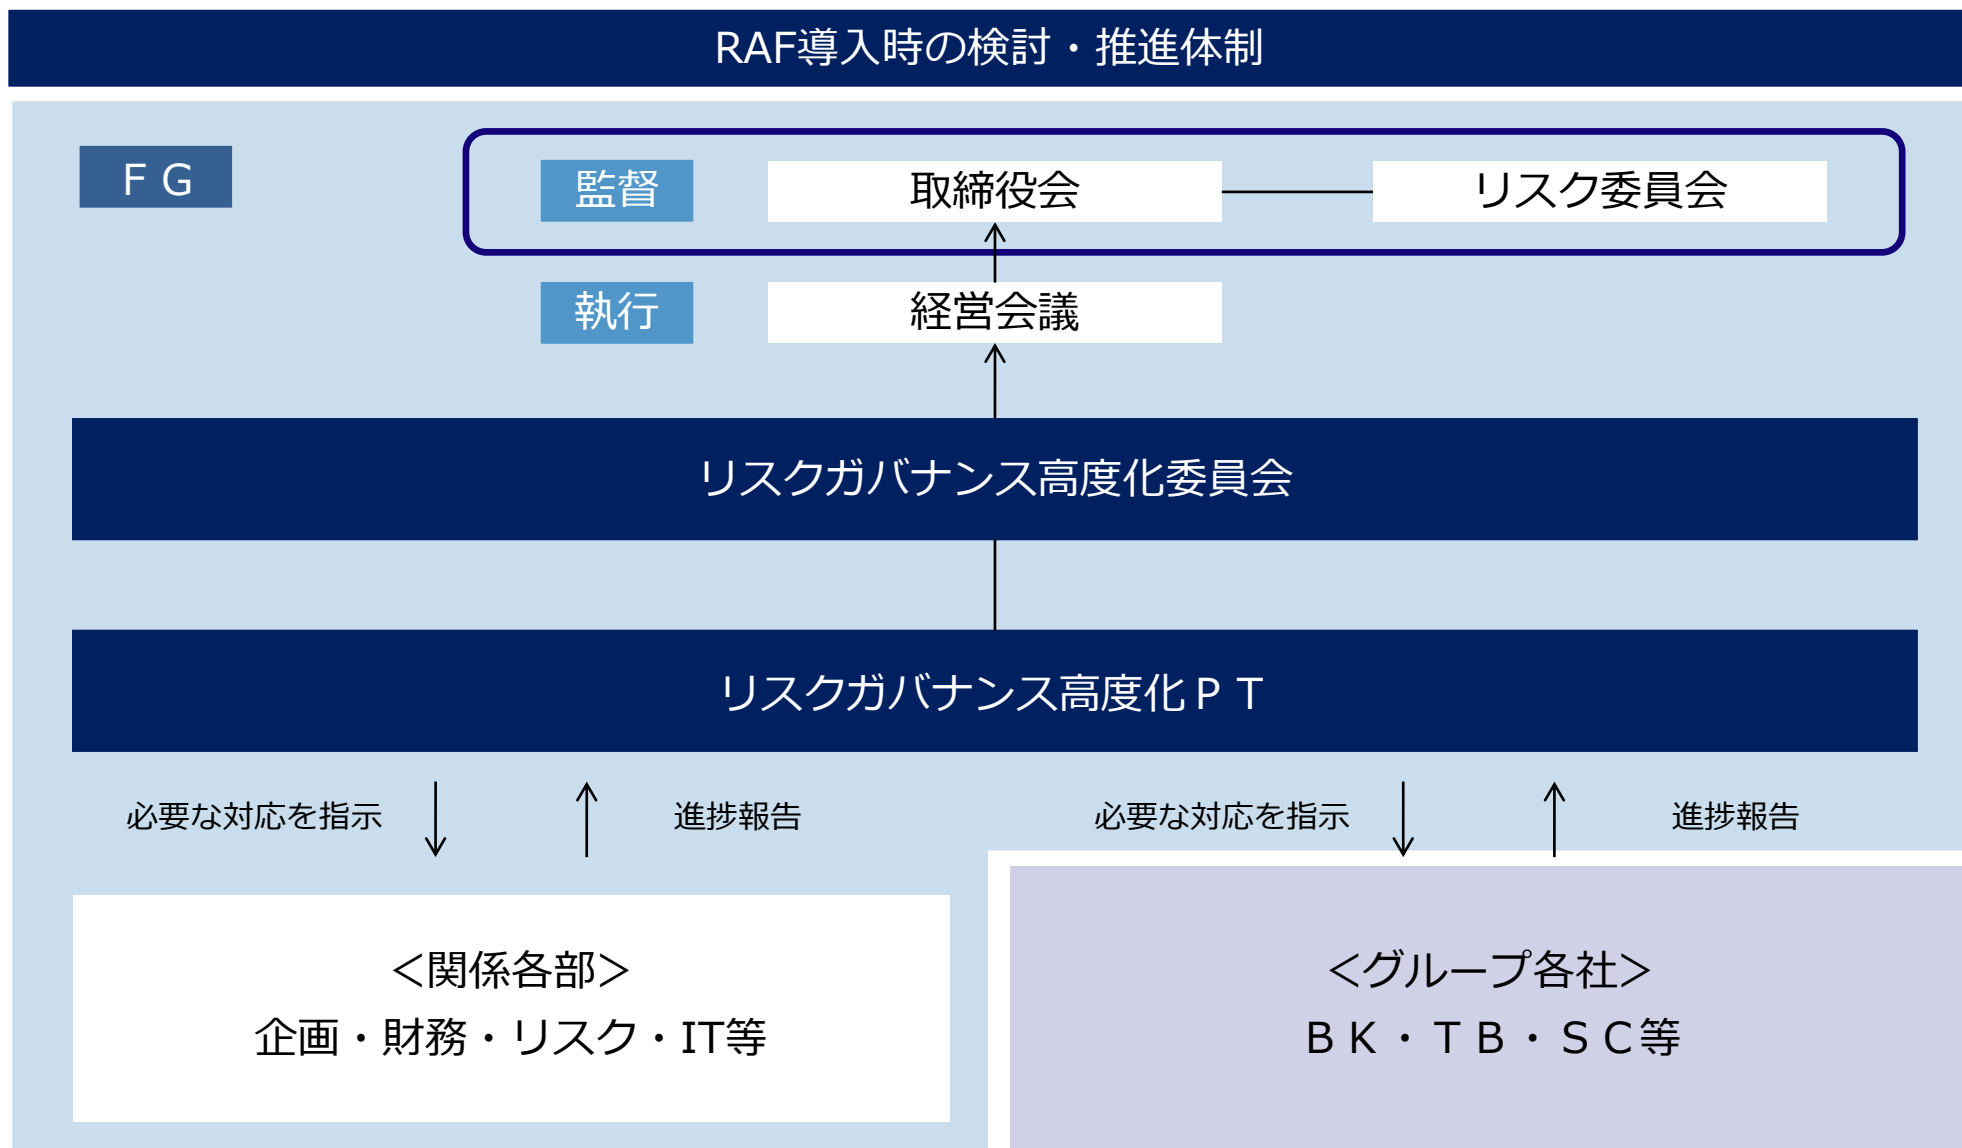 RAF導入時の検討・推進体制
ＦＧ
監督
取締役会
リスク委員会
執行
経営会議
リスクガバナンス高度化委員会
リスクガバナンス高度化ＰＴ
必要な対応を指示
進捗報告
必要な対応を指示
進捗報告
＜関係各部＞
企画・財務・リスク・IT等
＜グループ各社＞
ＢＫ・ＴＢ・ＳＣ等